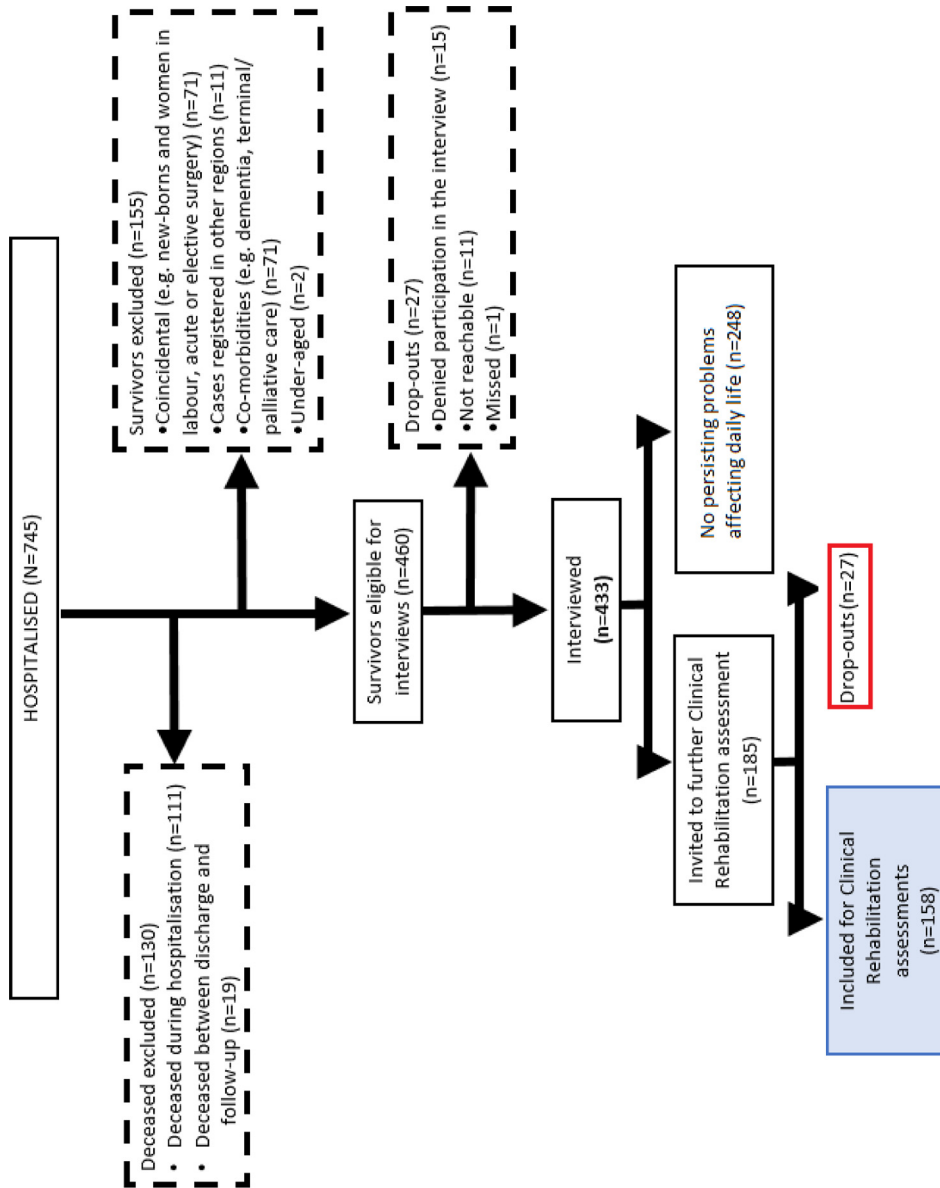 HOSPITALISED (N=745)
Deceased excluded (n=130)
• Deceased during hospitalisation (n=111)
• Deceased between discharge and
follow-up (n=19)
Survivors excluded (n=155)
•Coincidental (e.g. new-borns and women in
labour, acute or elective surgery) (n=71)
•Cases registered in other regions (n=11)
•Co-morbidities (e.g. dementia, terminal/
palliative care) (n=71)
•Under-aged (n=2)
Survivors eligible for
interviews (n=460)
Drop-outs (n=27)
•Denied participation in the interview (n=15)
•Not reachable (n=11)
•Missed (n=1)
Interviewed
(n=433)
Invited to further Clinical
Rehabilitation assessment
(n=185)
No persisting problems
affecting daily life (n=248)
Included for Clinical
Rehabilitation
assessments
(n=158)
Drop-outs (n=27)